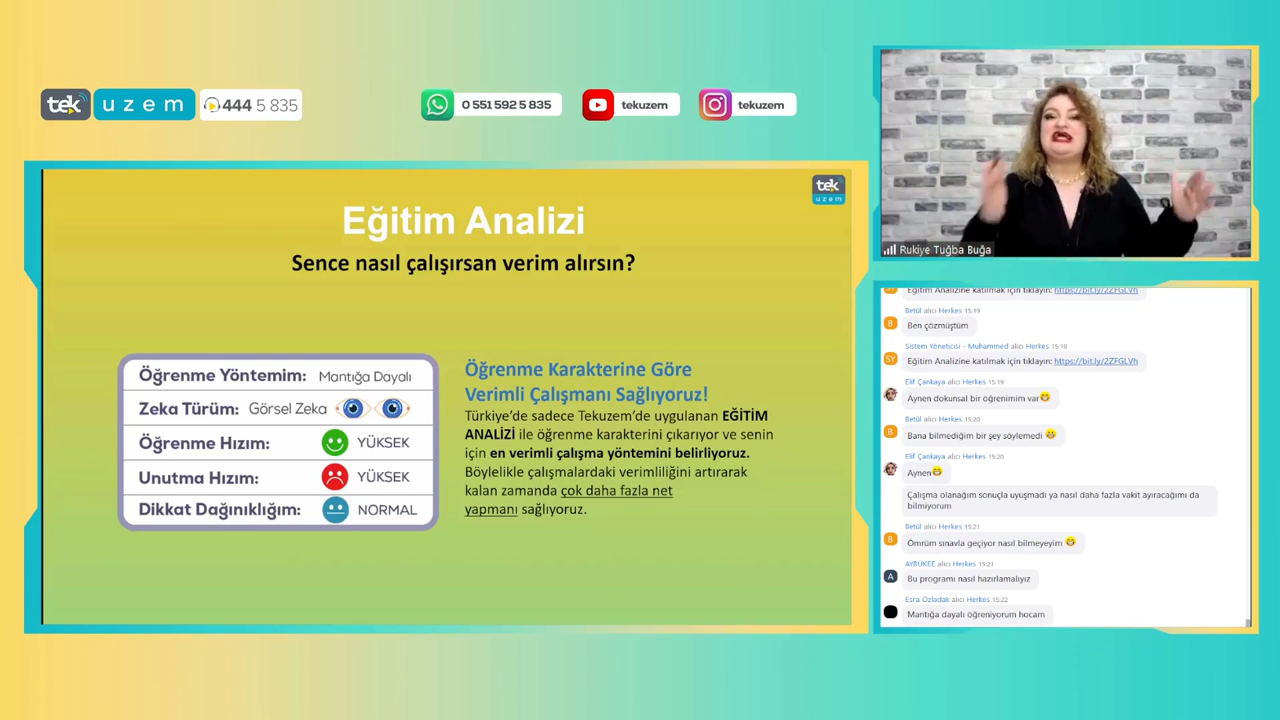 tek uzem 444 5 835
0 551 592 5 835
tekuzem
tekuzem
tek
uzem
Eğitim Analizi
Sence nasıl çalışırsan verim alırsın?
Öğrenme Yöntemim: Mantığa Dayalı
Zeka Türüm: Görsel Zeka
Öğrenme Hızım: YÜKSEK
Unutma Hızım: YÜKSEK
Dikkat Dağınıklığım: NORMAL
Öğrenme Karakterine Göre
Verimli Çalışmanı Sağlıyoruz!
Türkiye’de sadece Tekuzem’de uygulanan EĞİTİM
ANALİZİ ile öğrenme karakterini çıkarıyor ve senin
için en verimli çalışma yöntemini belirliyoruz.
Böylelikle çalışmalardaki verimliliğini artırarak
kalan zamanda çok daha fazla net
yapmanı sağlıyoruz.
Rukiye Tuğba Buğa
Eğitim Analizine katılmak için tıklayın: https://bit.ly/2ZFGLVh
Betül alıcı Herkes 15:19
B
Ben çözmüştüm
Sistem Yöneticisi - Muhammed alıcı Herkes 15:19
SY
Eğitim Analizine katılmak için tıklayın: https://bit.ly/2ZFGLVh
Elif Çankaya alıcı Herkes 15:19
Aynen dokunsal bir öğrenimim var
Betül alıcı Herkes 15:20
B
Bana bilmediğim bir şey söylemedi
Elif Çankaya alıcı Herkes 15:20
Aynen
Çalışma olanağım sonuçla uyuşmadı ya nasıl daha fazla vakit ayıracağımı da
bilmiyorum
Betül alıcı Herkes 15:21
B
Ömrüm sınavla geçiyor nasıl bilmeyeyim
AYBÜKEE alıcı Herkes 15:21
A
Bu programı nasıl hazırlamalıyız
Esra Özladak alıcı Herkes 15:22
Mantığa dayalı öğreniyorum hocam